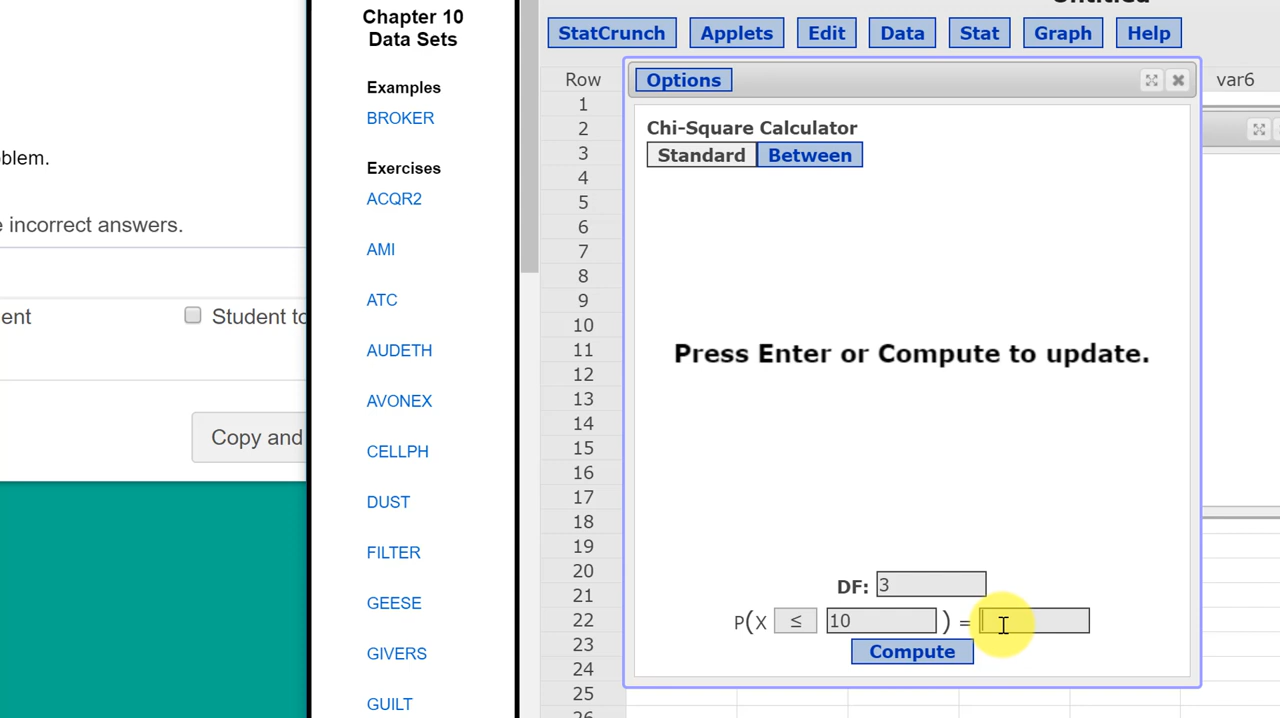 Chapter 10
Data Sets
Examples
BROKER
Exercises
ACQR2
AMI
ATC
AUDETH
AVONEX
CELLPH
DUST
FILTER
GEESE
GIVERS
GUILT
oblem.
e incorrect answers.
ent
Student to
Copy and
StatCrunch
Applets
Edit
Data
Stat
Graph
Help
Row
var6
1
2
3
4
5
6
7
8
9
10
11
12
13
14
15
16
17
18
19
20
21
22
23
24
25
26
Options
Chi-Square Calculator
Standard Between
Press Enter or Compute to update.
DF: 3
P(X ≤ 10 ) =
Compute